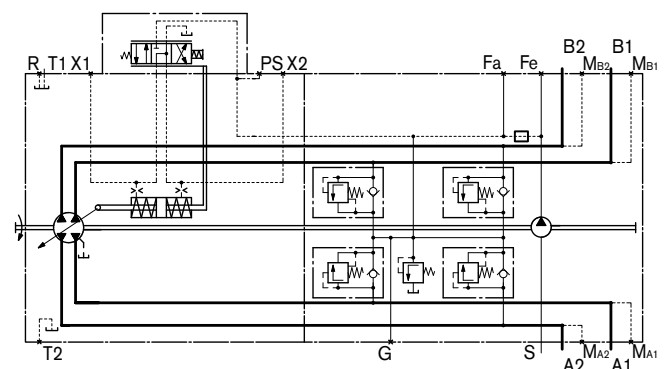 B2 B1
R T1 X1 PS X2 Fa Fe MB2 MB1
T2 G S MA2 MA1
A2 A1